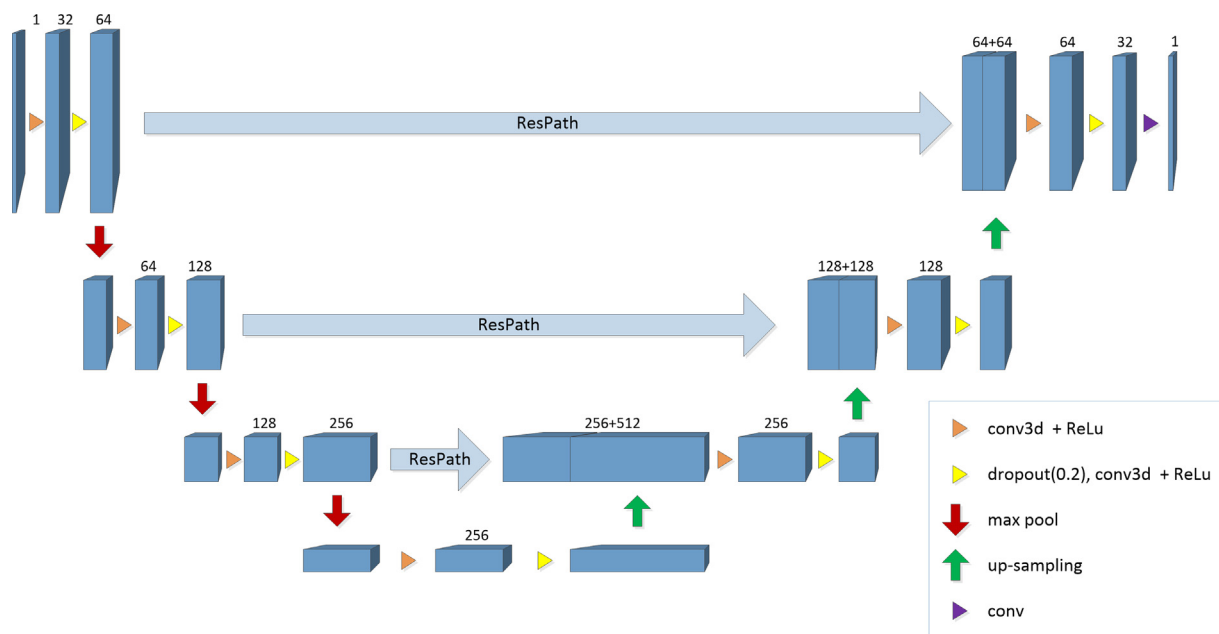 1 32 64
64+64 64 32 1
ResPath
64 128
128+128 128
ResPath
128 256
256+512 256
ResPath
256
conv3d + ReLu
dropout(0.2), conv3d + ReLu
max pool
up-sampling
conv